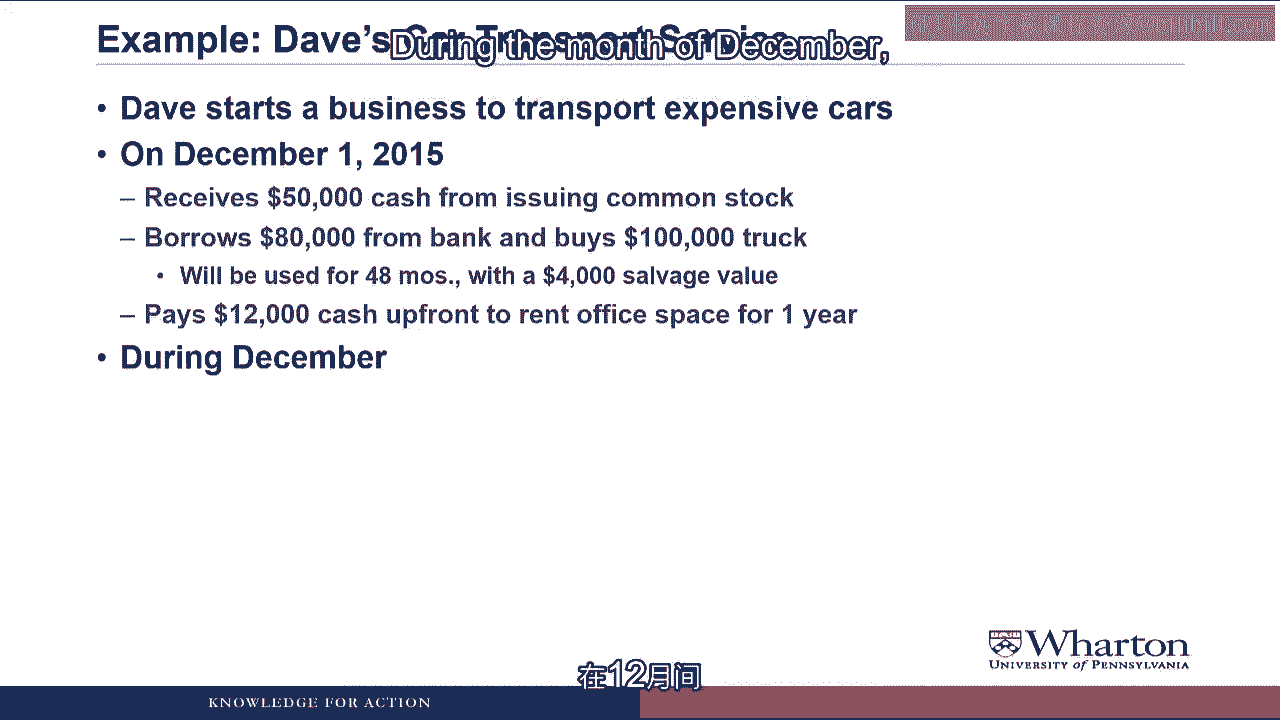 Example: Dave's Car Transport Service
During the month of December,
• Dave starts a business to transport expensive cars
• On December 1, 2015
– Receives $50,000 cash from issuing common stock
– Borrows $80,000 from bank and buys $100,000 truck
• Will be used for 48 mos., with a $4,000 salvage value
– Pays $12,000 cash upfront to rent office space for 1 year
• During December
Wharton
UNIVERSITY of PENNSYLVANIA
在12月间
KNOWLEDGE FOR ACTION